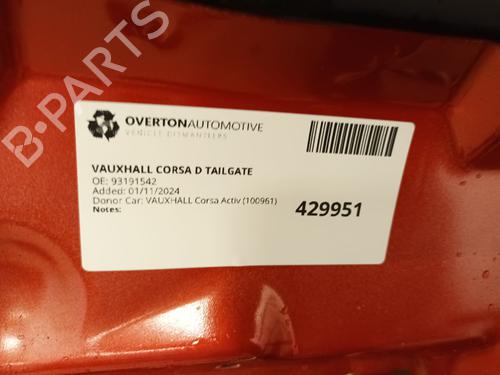 B-PARTS
OVERTONAUTOMOTIVE
VEHICLE DISMANTLERS
VAUXHALL CORSA D TAILGATE
OE: 93191542
Added: 01/11/2024
Donor Car: VAUXHALL Corsa Activ (100961)
Notes:
429951